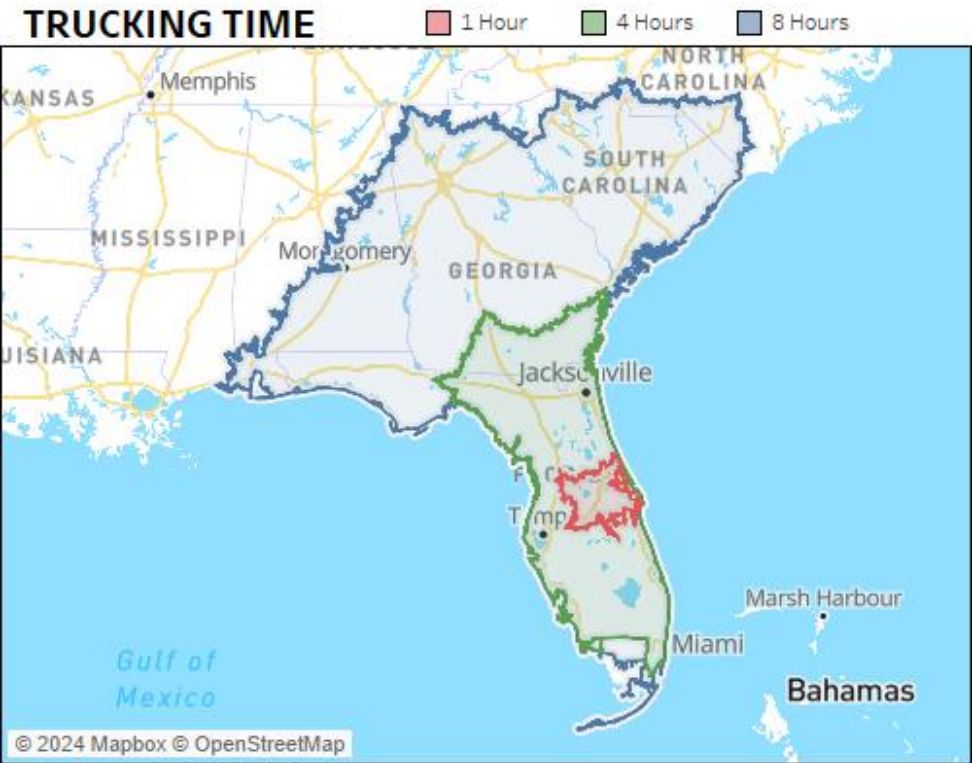 TRUCKING TIME
1 Hour
4 Hours
8 Hours
NORTH
CAROLINA
KANSAS
Memphis
SOUTH
CAROLINA
MISSISSIPPI
Montgomery
GEORGIA
UISIANA
Jacksonville
Marsh Harbour
Miami
Gulf of
Mexico
Bahamas
© 2024 Mapbox © OpenStreetMap